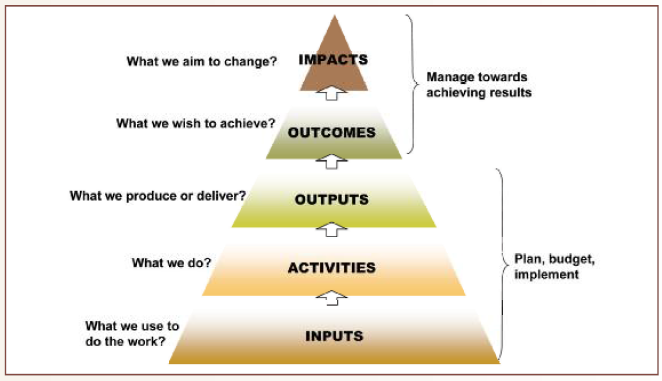 What we aim to change?
IMPACTS
Manage towards
achieving results
What we wish to achieve?
OUTCOMES
What we produce or deliver?
OUTPUTS
What we do?
ACTIVITIES
Plan, budget,
implement
What we use to
do the work?
INPUTS